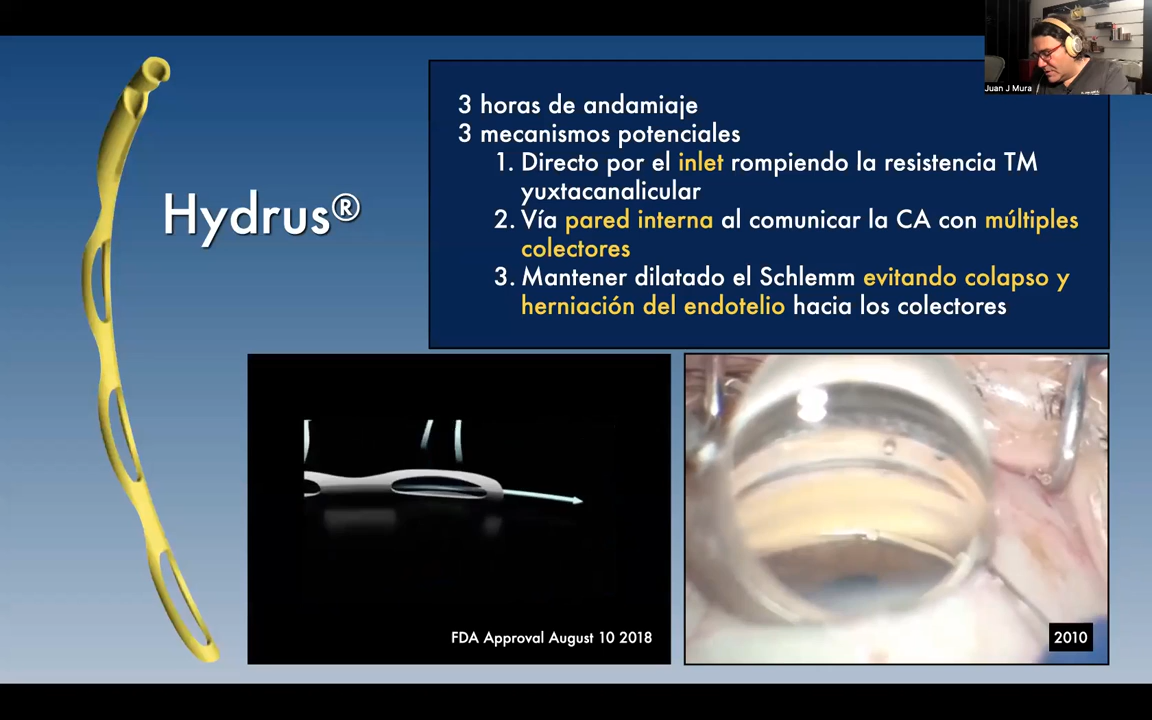 Juan J Mura
Hydrus®
3 horas de andamiaje
3 mecanismos potenciales
1. Directo por el inlet rompiendo la resistencia TM
yuxtacanalicular
2. Vía pared interna al comunicar la CA con múltiples
colectores
3. Mantener dilatado el Schlemm evitando colapso y
herniación del endotelio hacia los colectores
FDA Approval August 10 2018
2010